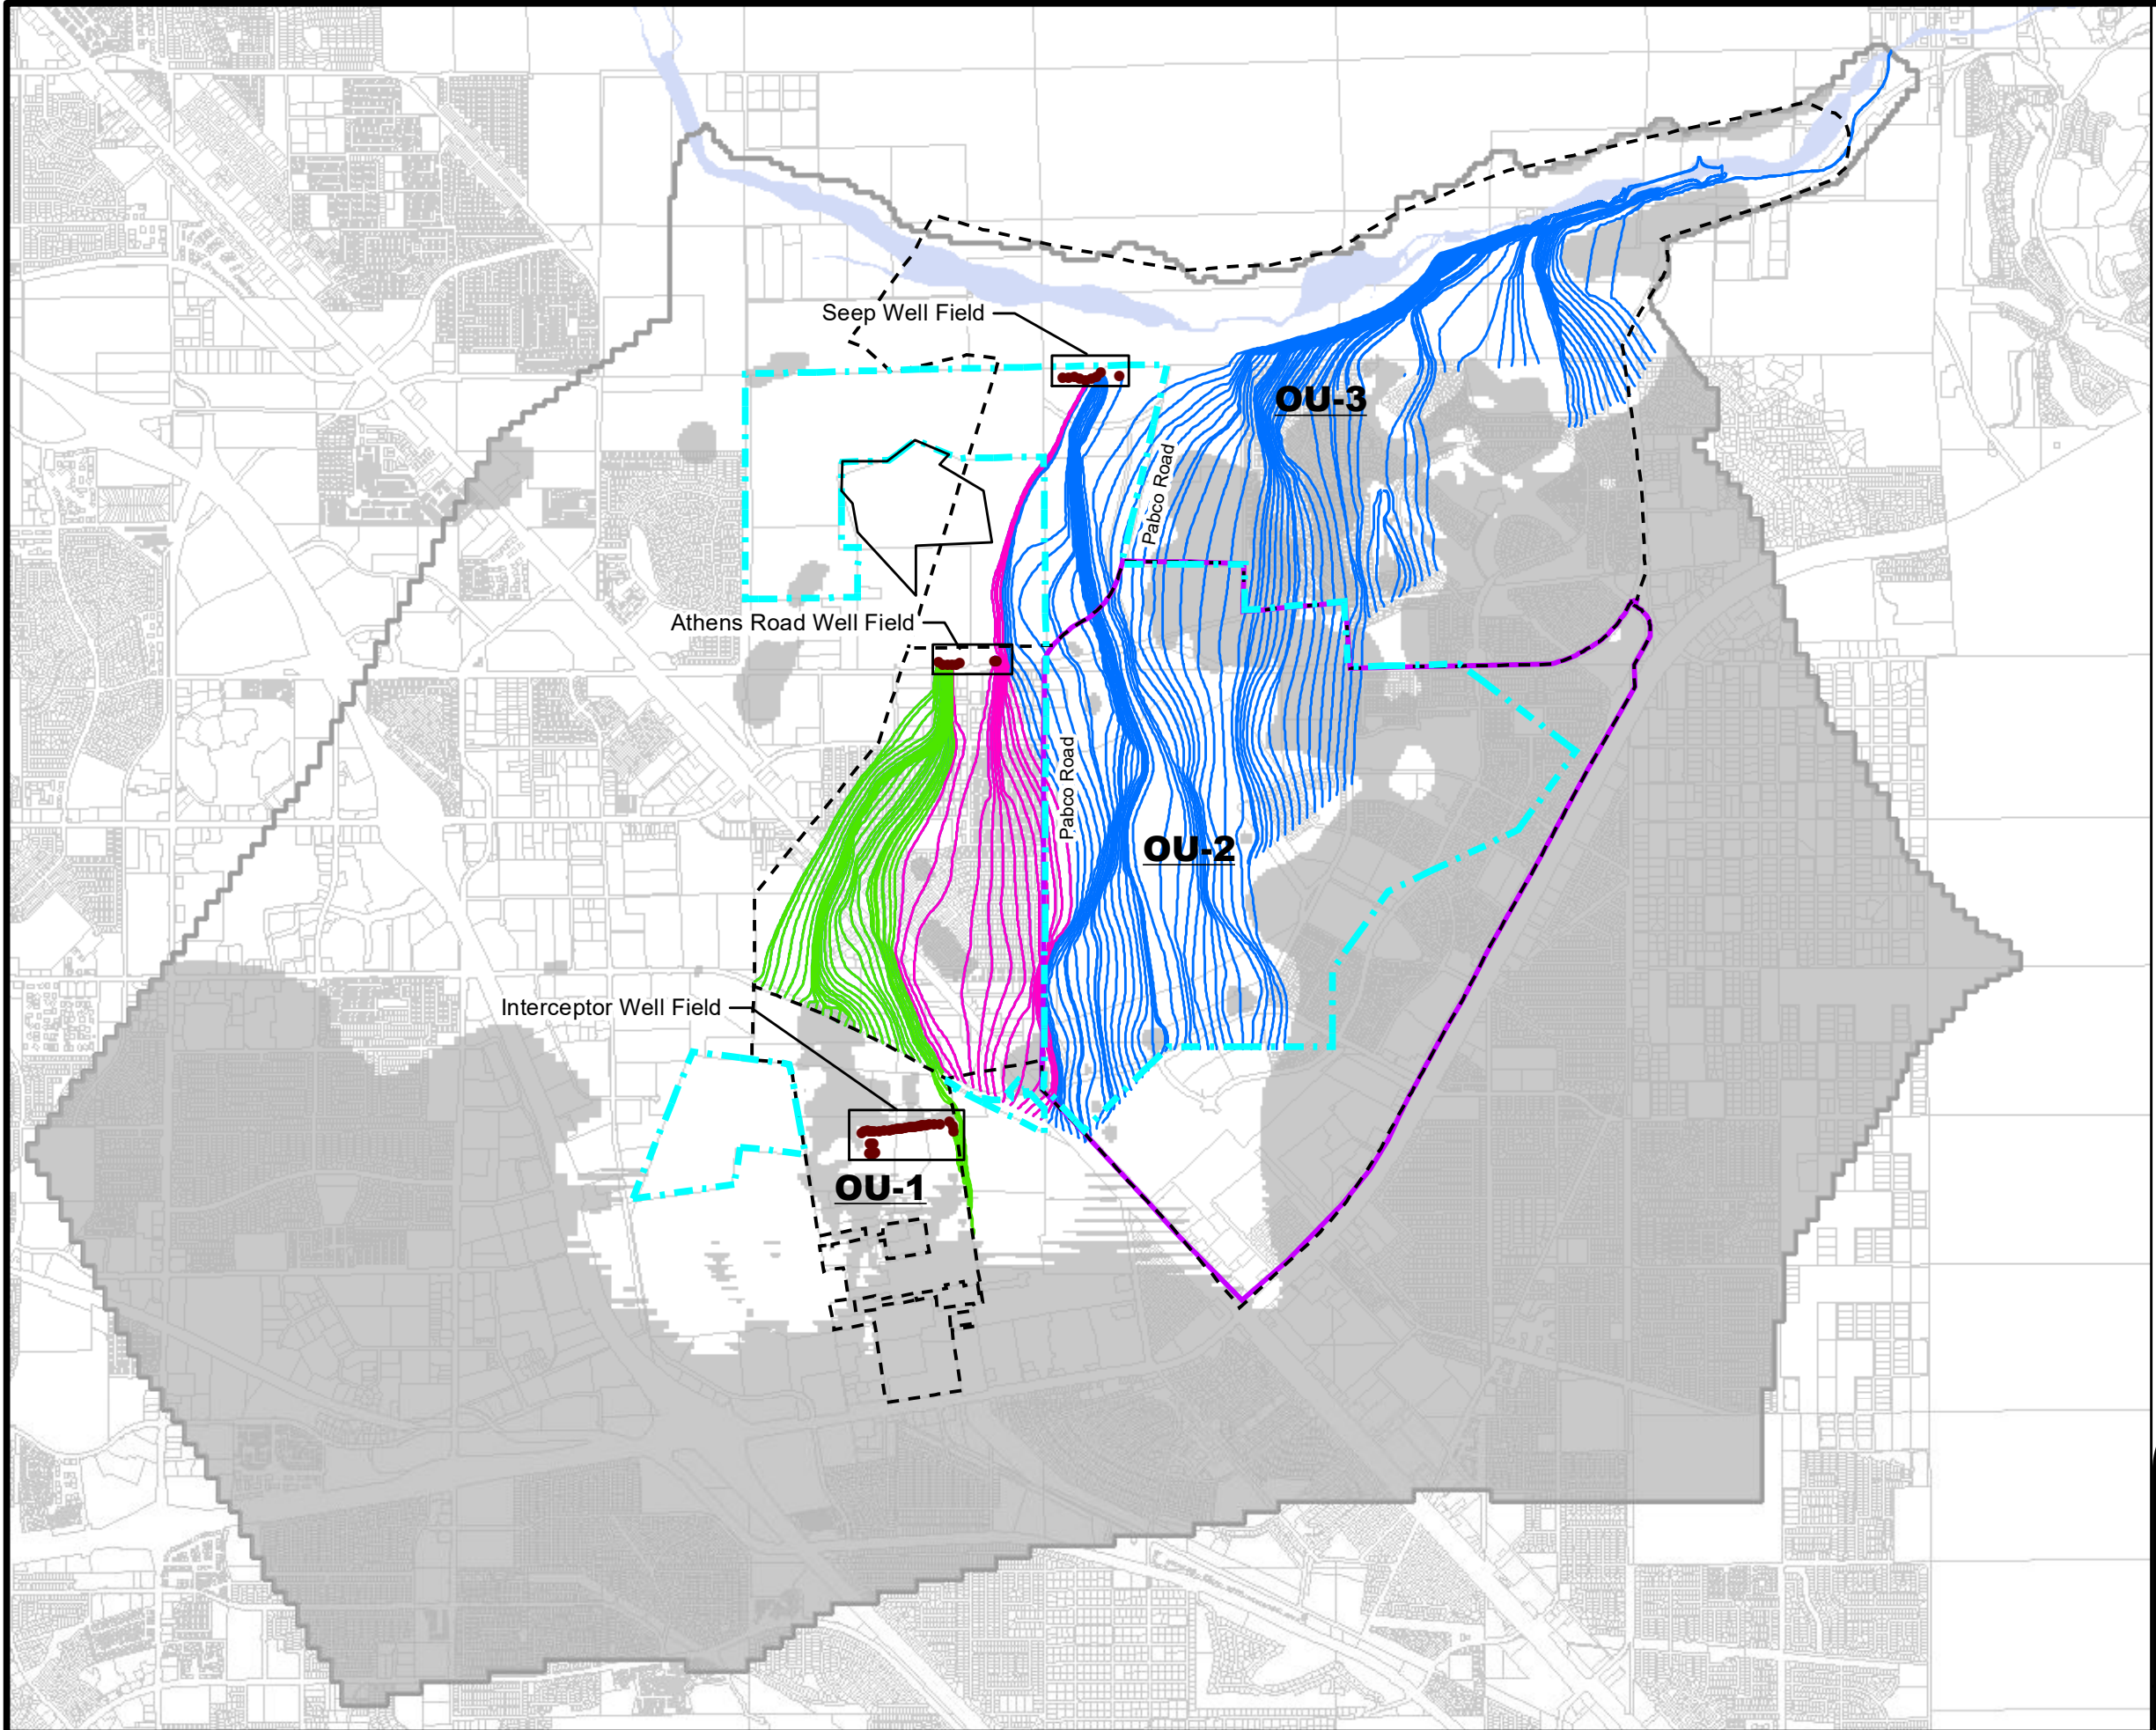 Seep Well Field
OU-3
Pabco Road
Athens Road Well Field
Pabco Road
OU-2
Interceptor Well Field
OU-1